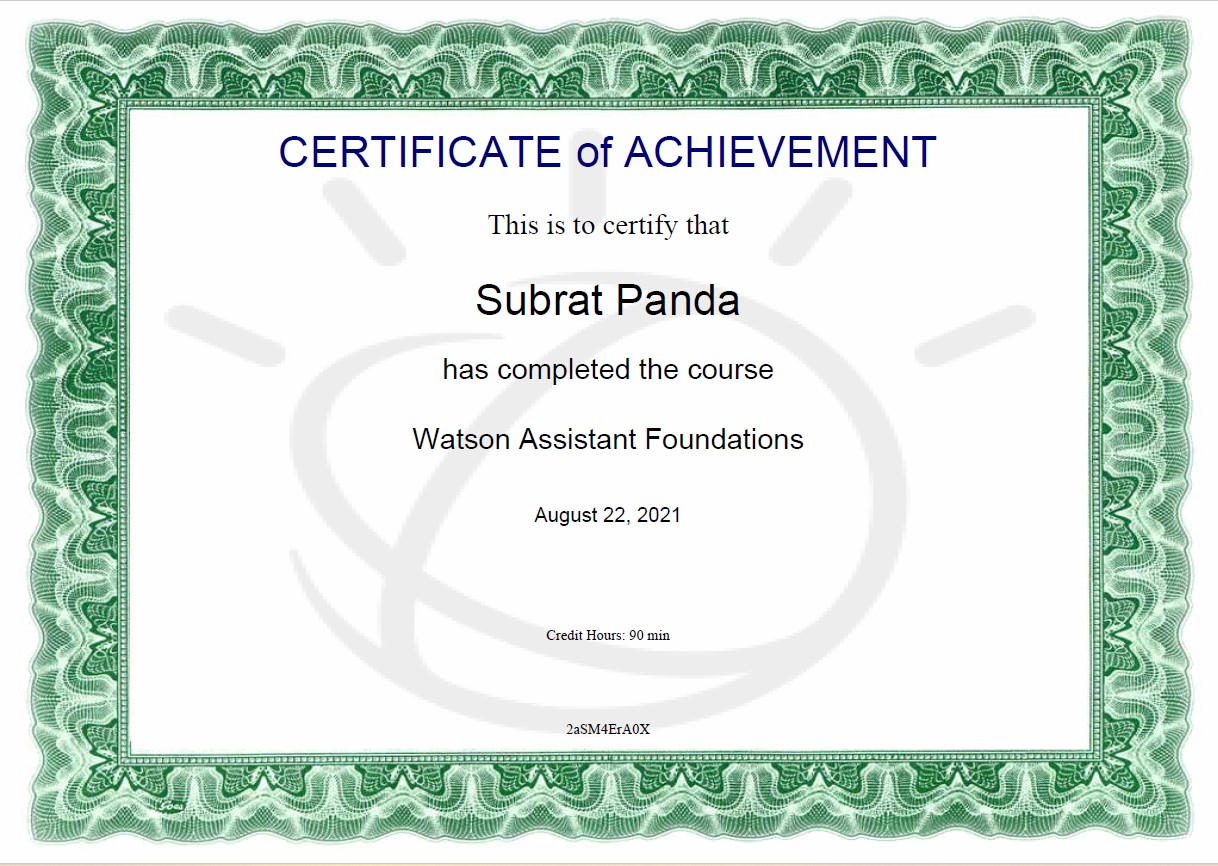 CERTIFICATE of ACHIEVEMENT
This is to certify that
Subrat Panda
has completed the course
Watson Assistant Foundations
August 22, 2021
Credit Hours: 90 min
2aSM4ErA0X
Goes